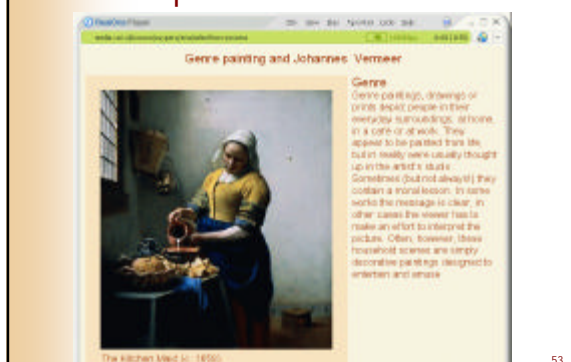 RealOne Player
Genre painting and Johannes Vermeer
Genre
Genre paintings, drawings or
prints depict people in their
everyday surroundings, at home,
in a café or at work. They
appear to be painted from life,
but in reality were usually thought
up in the artist's studio.
Sometimes (but not always!) they
contain a moral lesson. In some
works the message is clear, in
other cases the viewer has to
make an effort to interpret the
picture. Often, however, these
household scenes are simply
decorative paintings designed to
entertain and amuse
The Kitchen Maid (c. 1658)
53